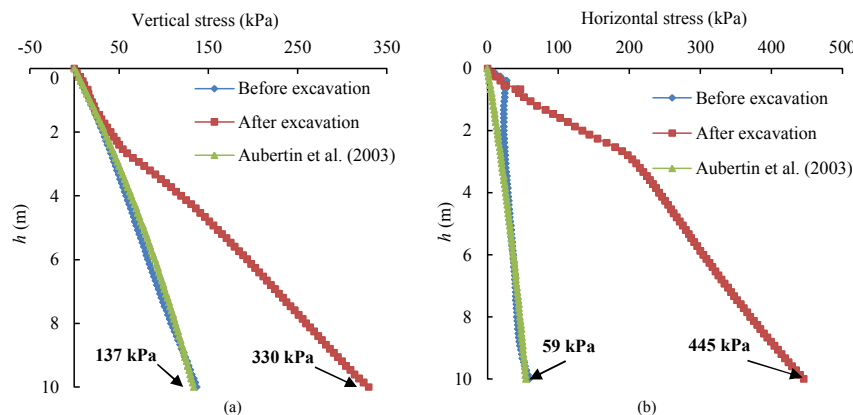 Vertical stress (kPa)
-50 50 150 250 350
0
2
4
6
8
10
h (m)
Before excavation
After excavation
Aubertin et al. (2003)
137 kPa
330 kPa
(a)
Horizontal stress (kPa)
0 100 200 300 400 500
0
2
4
6
8
10
h (m)
Before excavation
After excavation
Aubertin et al. (2003)
59 kPa
445 kPa
(b)